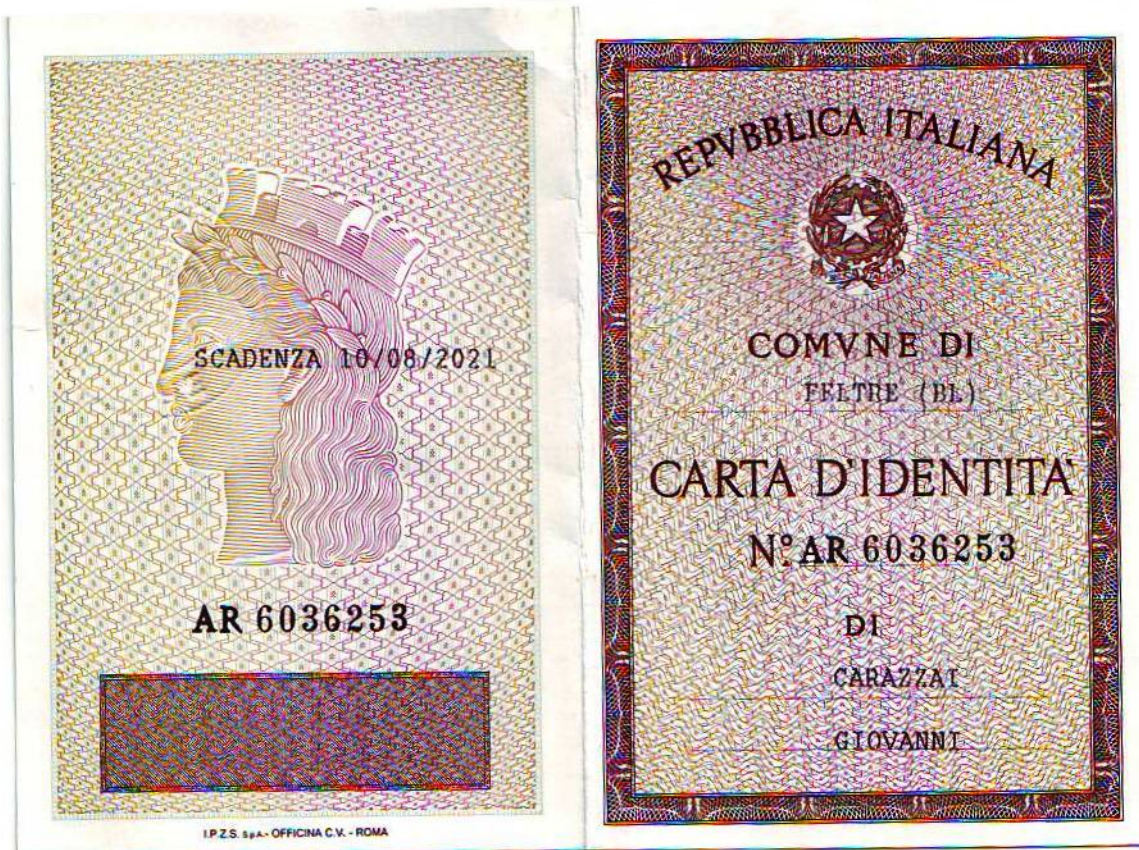 SCADENZA 10/08/2021
AR 6036253
I.P.Z.S. S.p.A. - OFFICINA C.V. - ROMA
REPVBBLICA ITALIANA
COMVNE DI
FELTRE (BL)
CARTA D'IDENTITA'
N° AR 6036253
DI
CARAZZAI
GIOVANNI